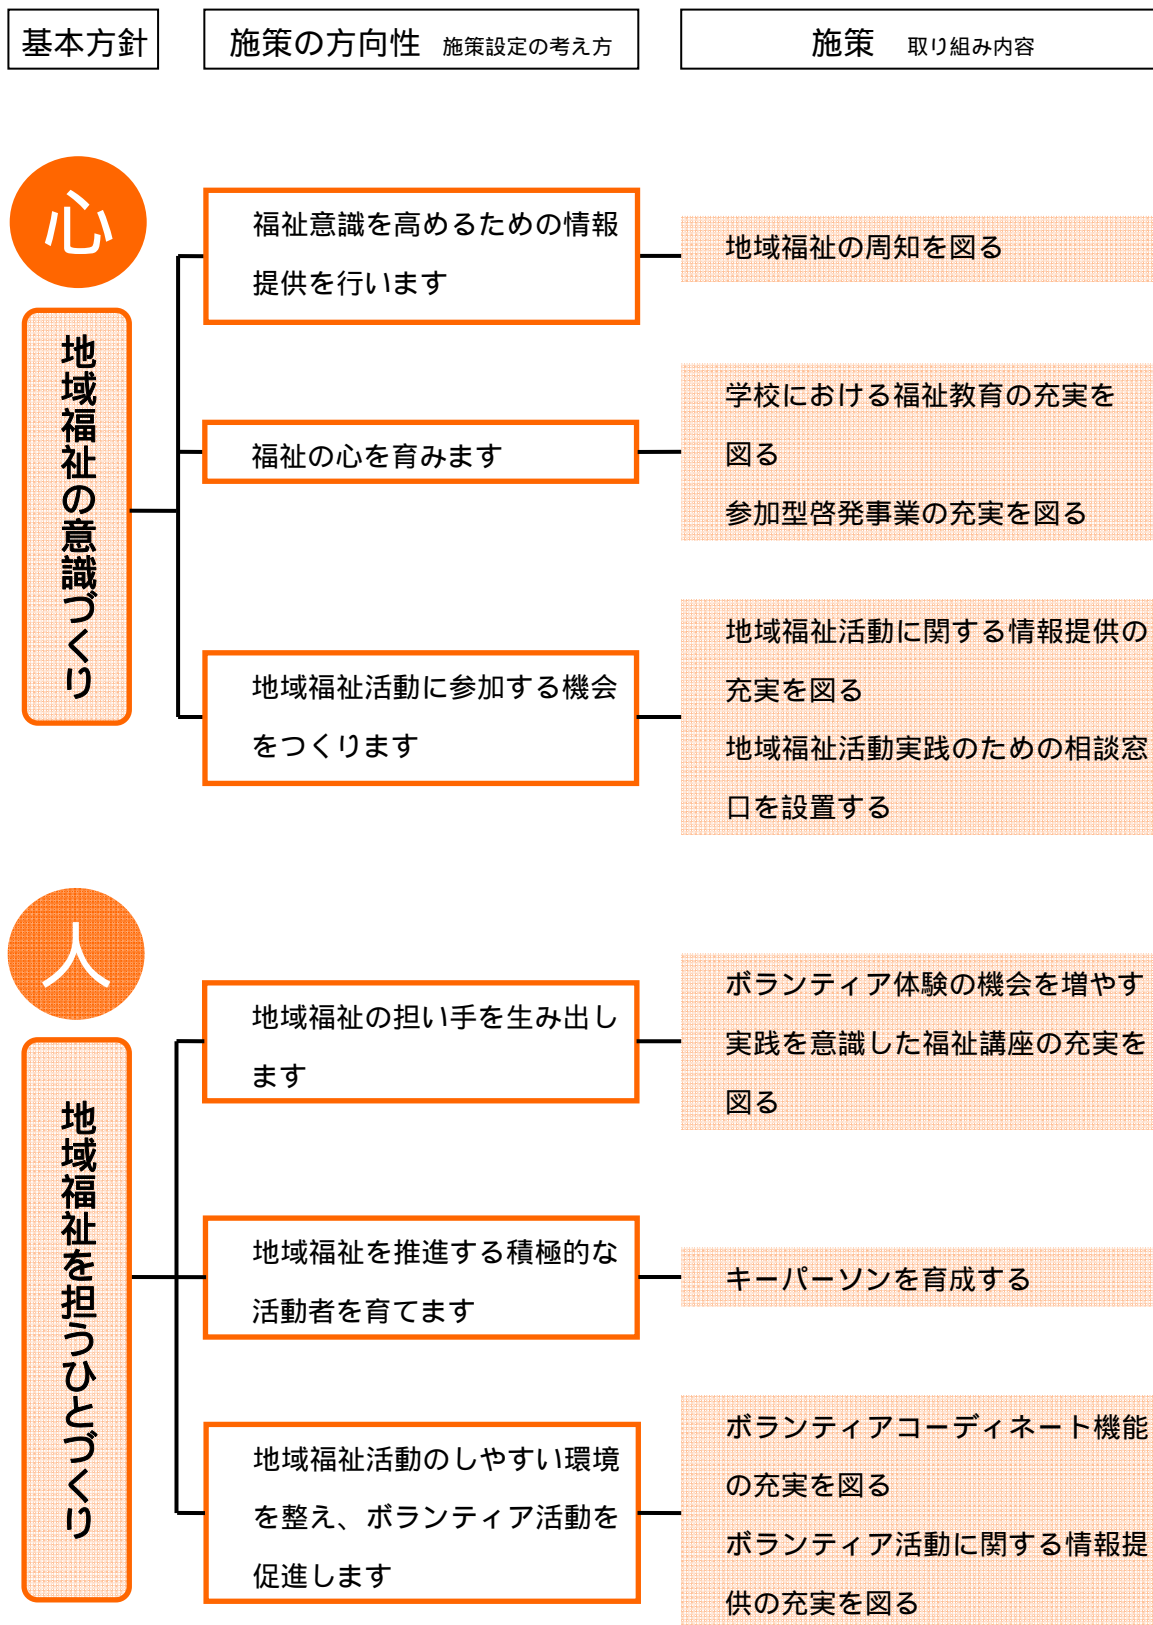 基本方針
施策の方向性 施策設定の考え方
施策 取り組み内容
心
地域福祉の意識づくり
福祉意識を高めるための情報
提供を行います
地域福祉の周知を図る
福祉の心を育みます
学校における福祉教育の充実を
図る
参加型啓発事業の充実を図る
地域福祉活動に参加する機会
をつくります
地域福祉活動に関する情報提供の
充実を図る
地域福祉活動実践のための相談窓
口を設置する
人
地域福祉を担うひとづくり
地域福祉の担い手を生み出し
ます
ボランティア体験の機会を増やす
実践を意識した福祉講座の充実を
図る
地域福祉を推進する積極的な
活動者を育てます
キーパーソンを育成する
地域福祉活動のしやすい環境
を整え、ボランティア活動を
促進します
ボランティアコーディネート機能
の充実を図る
ボランティア活動に関する情報提
供の充実を図る